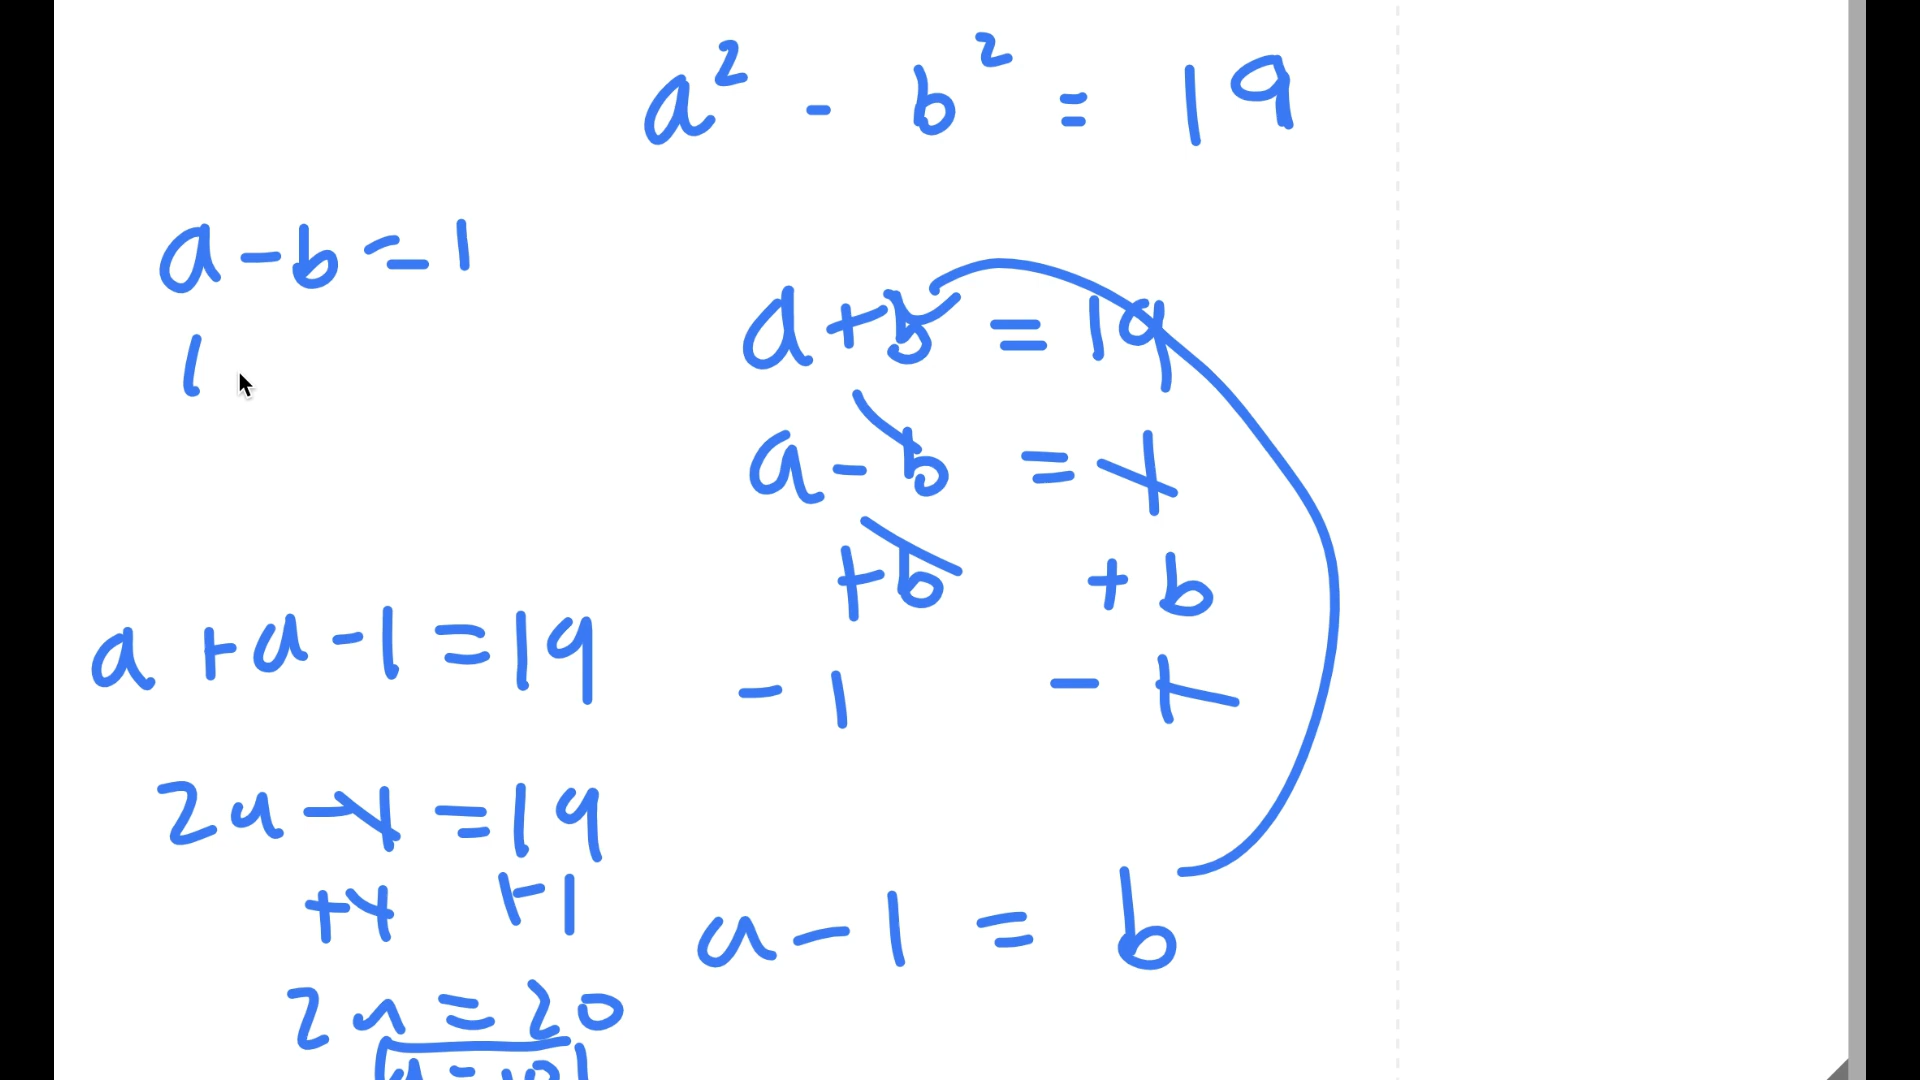 a² - b² = 19
a - b = 1
1
a + b = 19
a - b = 1
+ b + b
- 1 - 1
a - 1 = b
a + a - 1 = 19
2a - 1 = 19
+1 +1
2a = 20
a = 10